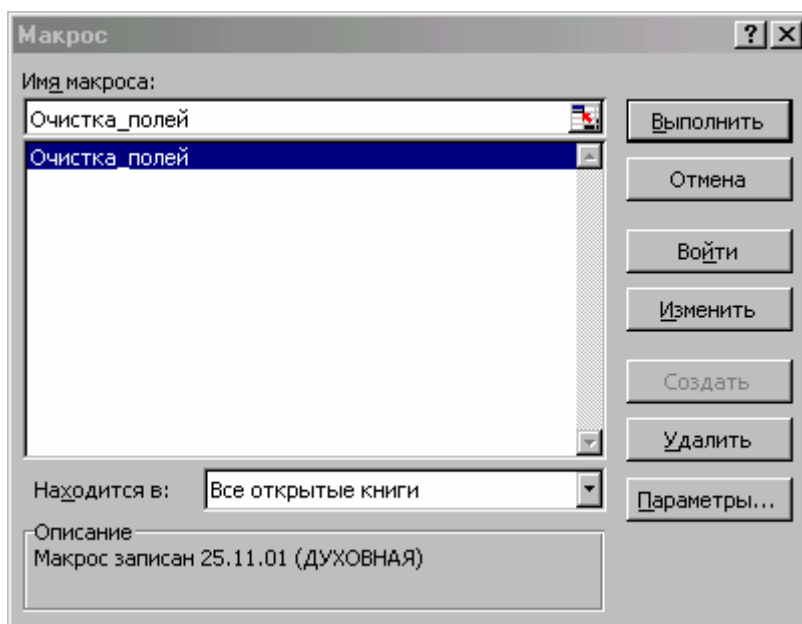 Макрос
Имя макроса:
Очистка_полей
Выполнить
Очистка_полей
Отмена
Войти
Изменить
Создать
Удалить
Находится в: Все открытые книги
Параметры...
Описание
Макрос записан 25.11.01 (ДУХОВНАЯ)